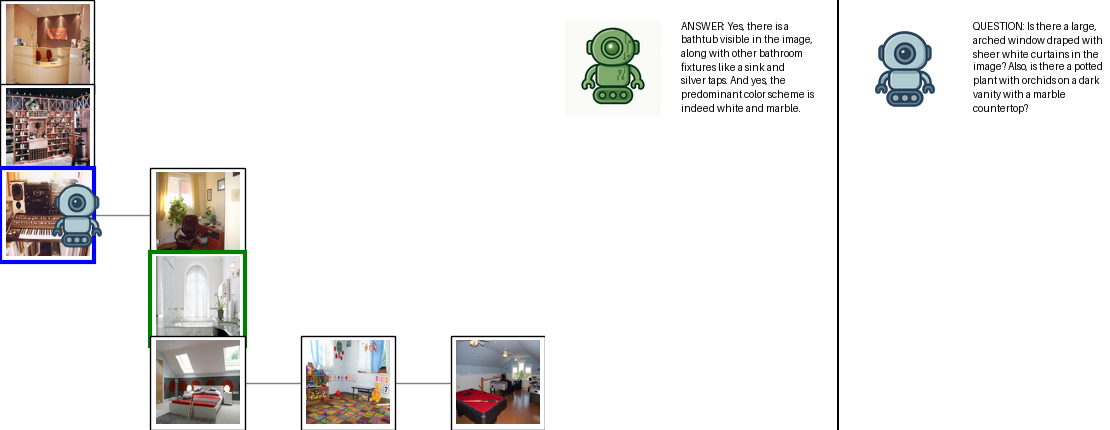 ANSWER: Yes, there is a
bathtub visible in the image,
along with other bathroom
fixtures like a sink and
silver taps. And yes, the
predominant color scheme is
indeed white and marble.
QUESTION: Is there a large,
arched window draped with
sheer white curtains in the
image? Also, is there a potted
plant with orchids on a dark
vanity with a marble
countertop?